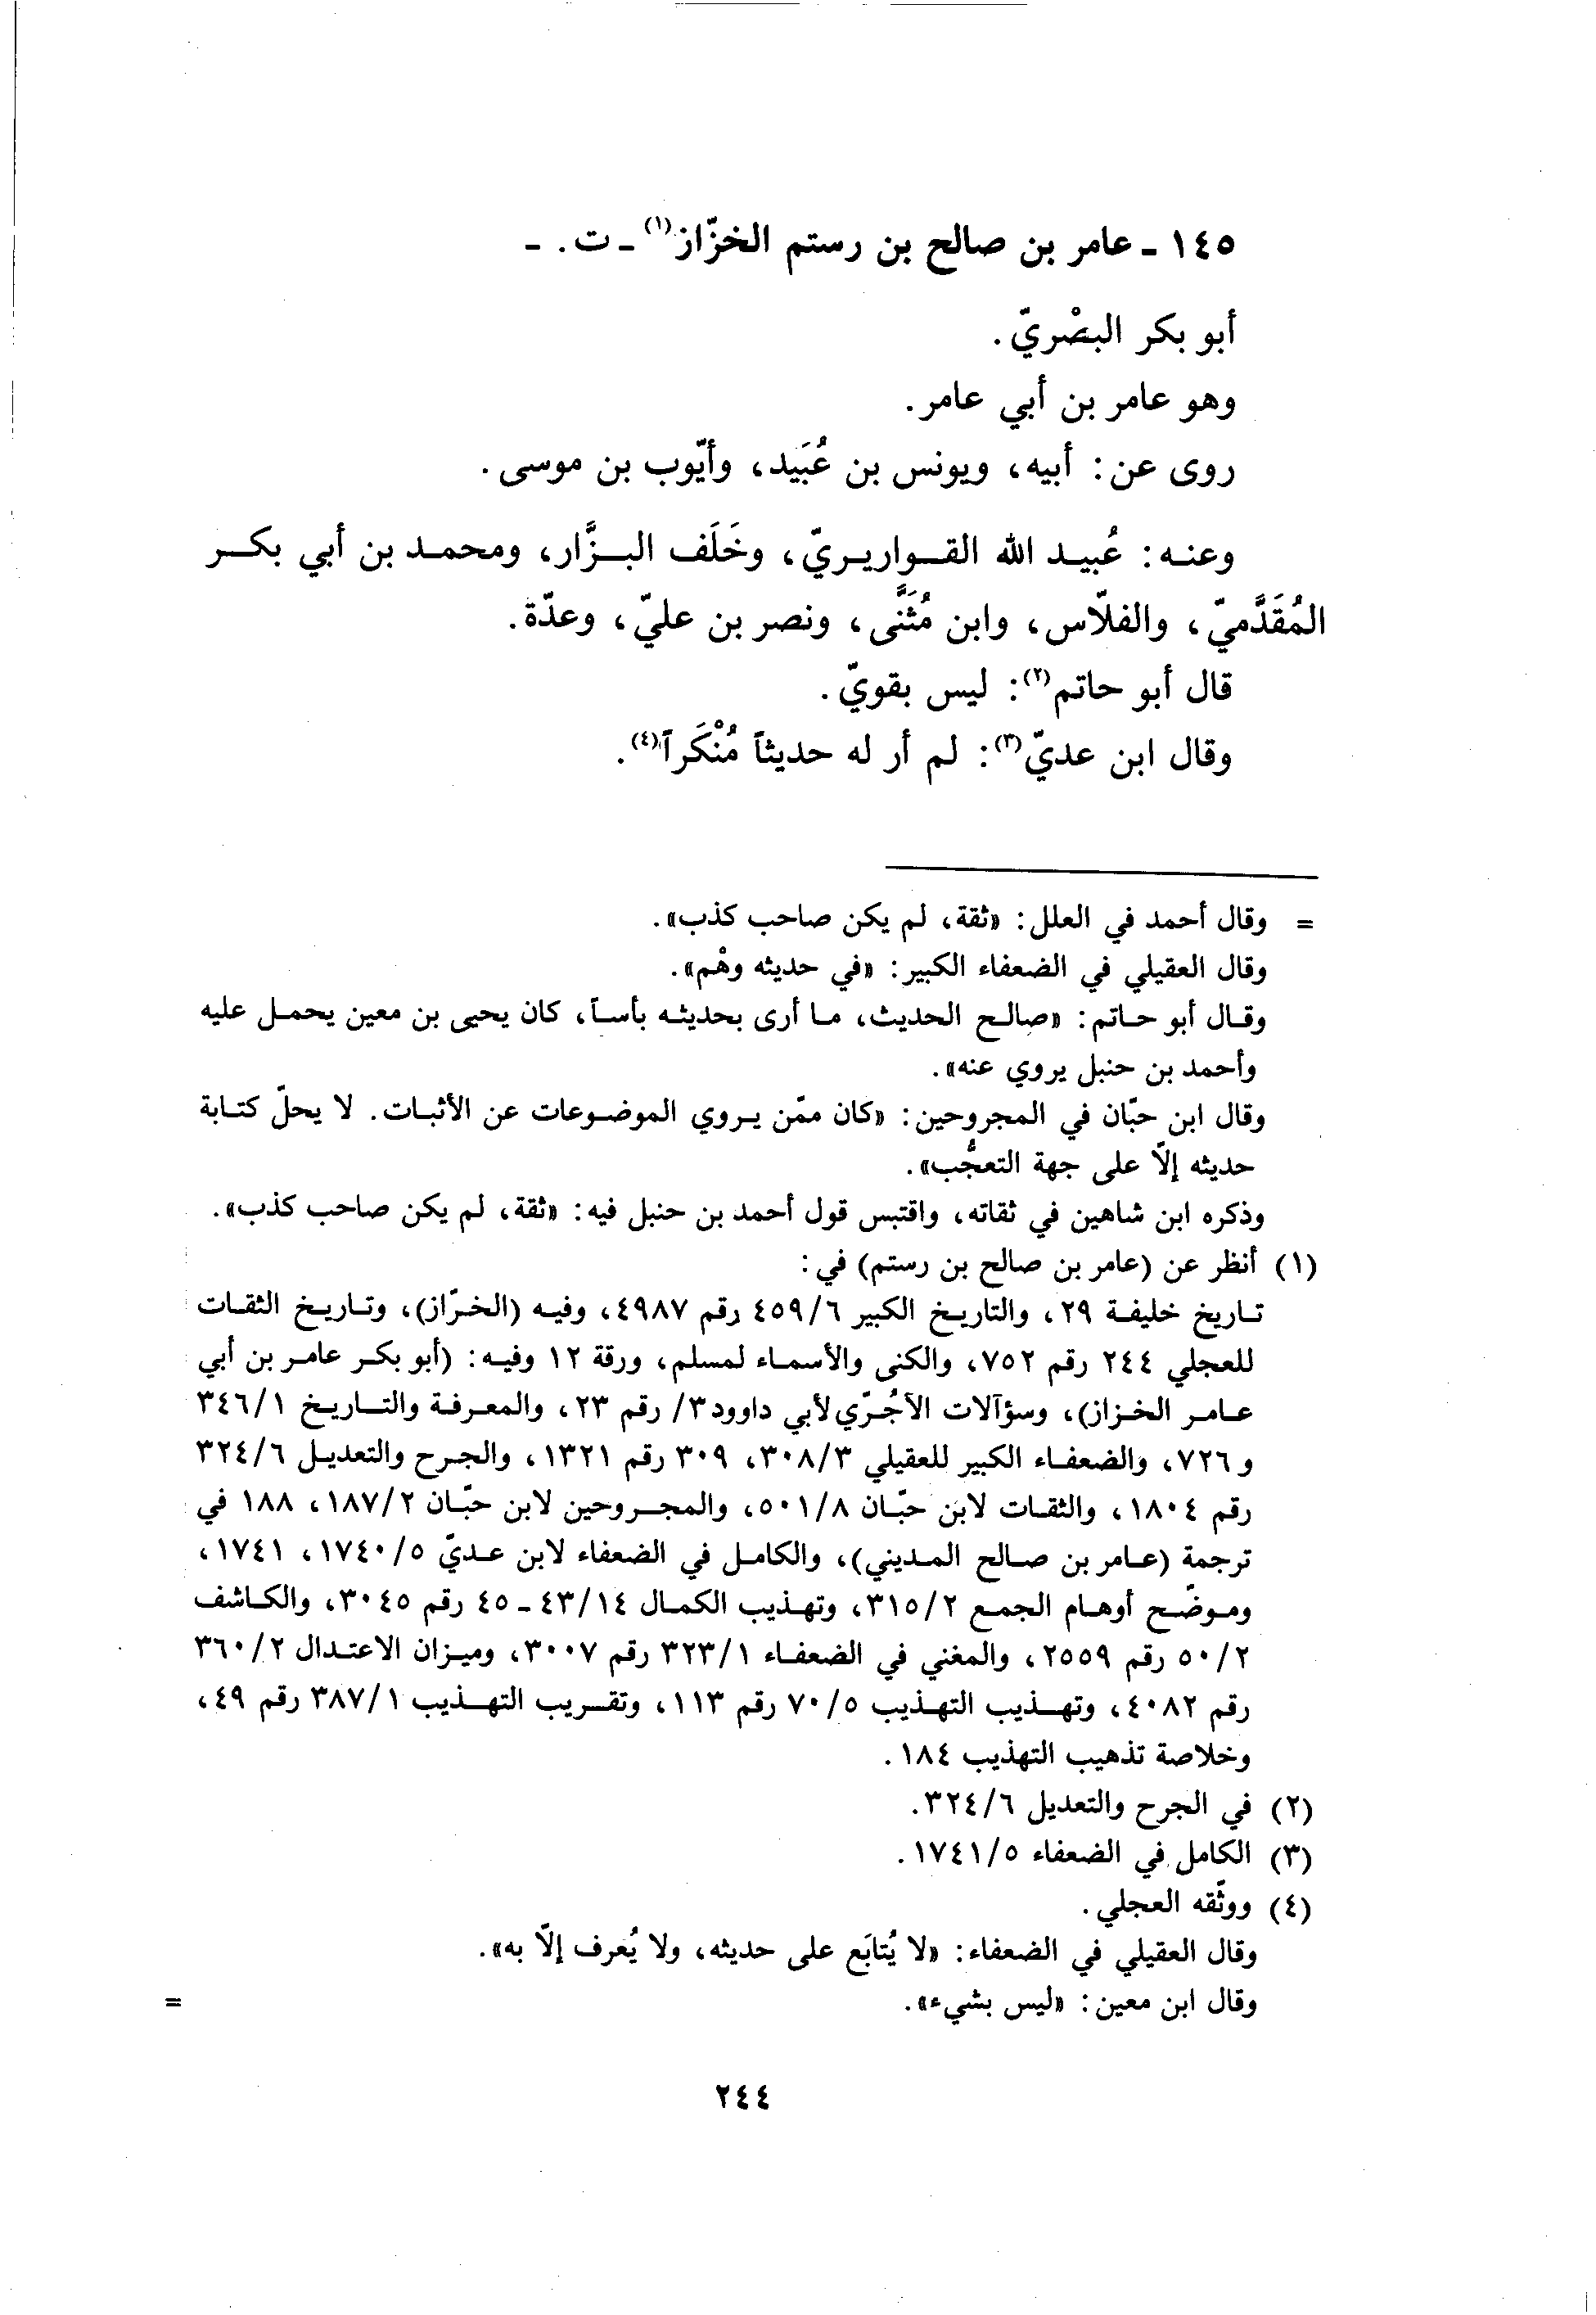 ١٤٥ - عامر بن صالح بن رستم الخزّاز(١) - ت. -
أبو بكر البصْريّ.
وهو عامر بن أبي عامر.
روى عن: أبيه، ويونس بن عُبَيد، وأيّوب بن موسى.
وعنه: عُبيد الله القواريريّ، وخَلَف البزَّار، ومحمد بن أبي بكر
المُقَدَّميّ، والفلّاس، وابن مُثَنَّى، ونصر بن عليّ، وعدّة.
قال أبو حاتم(٢): ليس بقويّ.
وقال ابن عديّ(٣): لم أر له حديثاً مُنْكَراً(٤).
= وقال أحمد في العلل: «ثقة، لم يكن صاحب كذب».
وقال العقيلي في الضعفاء الكبير: «في حديثه وهْم».
وقال أبو حاتم: «صالح الحديث، ما أرى بحديثه بأساً، كان يحيى بن معين يحمل عليه
وأحمد بن حنبل يروي عنه».
وقال ابن حبّان في المجروحين: «كان ممّن يروي الموضوعات عن الأثبات. لا يحلّ كتابة
حديثه إلّا على جهة التعجُّب».
وذكره ابن شاهين في ثقاته، واقتبس قول أحمد بن حنبل فيه: «ثقة، لم يكن صاحب كذب».
(١) أنظر عن (عامر بن صالح بن رستم) في:
تاريخ خليفة ٢٩، والتاريخ الكبير ٤٥٩/٦ رقم ٤٩٨٧، وفيه (الخرّاز)، وتاريخ الثقات
للعجلي ٢٤٤ رقم ٧٥٢، والكنى والأسماء لمسلم، ورقة ١٢ وفيه: (أبو بكر عامر بن أبي
عامر الخزاز)، وسؤآلات الآجُرّي لأبي داوود ٣/ رقم ٢٣، والمعرفة والتاريخ ٣٤٦/١
و ٧٢٦، والضعفاء الكبير للعقيلي ٣٠٨/٣، ٣٠٩ رقم ١٣٢١، والجرح والتعديل ٣٢٤/٦
رقم ١٨٠٤، والثقات لابن حبّان ٥٠١/٨، والمجروحين لابن حبّان ١٨٧/٢، ١٨٨ في
ترجمة (عامر بن صالح المديني)، والكامل في الضعفاء لابن عديّ ١٧٤٠/٥، ١٧٤١،
وموضّح أوهام الجمع ٣١٥/٢، وتهذيب الكمال ٤٣/١٤ - ٤٥ رقم ٣٠٤٥، والكاشف
٥٠/٢ رقم ٢٥٥٩، والمغني في الضعفاء ٣٢٣/١ رقم ٣٠٠٧، وميزان الاعتدال ٣٦٠/٢
رقم ٤٠٨٢، وتهذيب التهذيب ٧٠/٥ رقم ١١٣، وتقريب التهذيب ٣٨٧/١ رقم ٤٩،
وخلاصة تذهيب التهذيب ١٨٤.
(٢) في الجرح والتعديل ٣٢٤/٦.
(٣) الكامل في الضعفاء ١٧٤١/٥.
(٤) ووثّقه العجلي.
وقال العقيلي في الضعفاء: «لا يُتابَع على حديثه، ولا يُعرف إلّا به».
وقال ابن معين: «ليس بشيء». =
٢٤٤